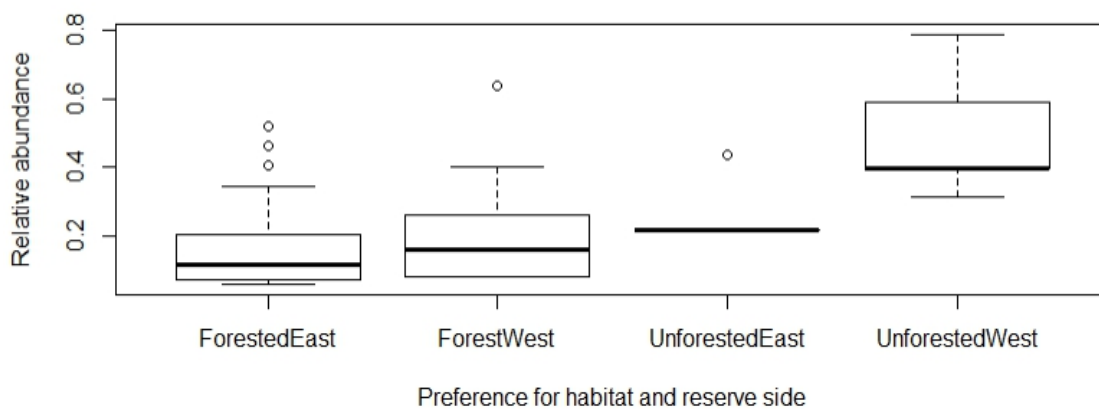 Relative abundance
0.8
0.6
0.4
0.2
ForestedEast ForestWest UnforestedEast UnforestedWest
Preference for habitat and reserve side